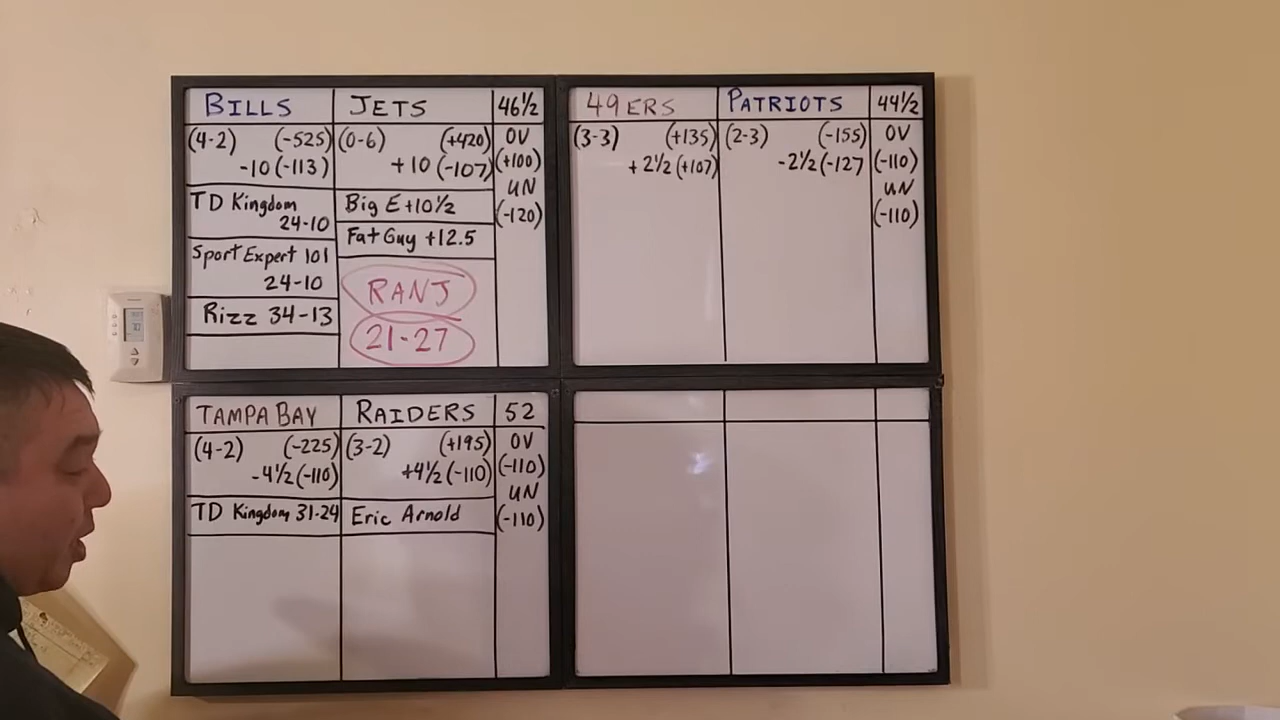 BILLS JETS 46½
(4-2) (-525) (0-6) (+420) OV
-10 (-113) +10 (-107) (+100)
UN
TD Kingdom Big E +10½ (-120)
24-10
Fat Guy +12.5
Sport Expert 101
24-10
RANJ
Rizz 34-13
21-27
49ERS PATRIOTS 44½
(3-3) (+135) (2-3) (-155) OV
+2½ (+107) -2½ (-127 (-110)
UN
(-110)
TAMPA BAY RAIDERS 52
(4-2) (-225) (3-2) (+195) OV
-4½ (-110) +4½ (-110) (-110)
UN
TD Kingdom 31-24 Eric Arnold (-110)